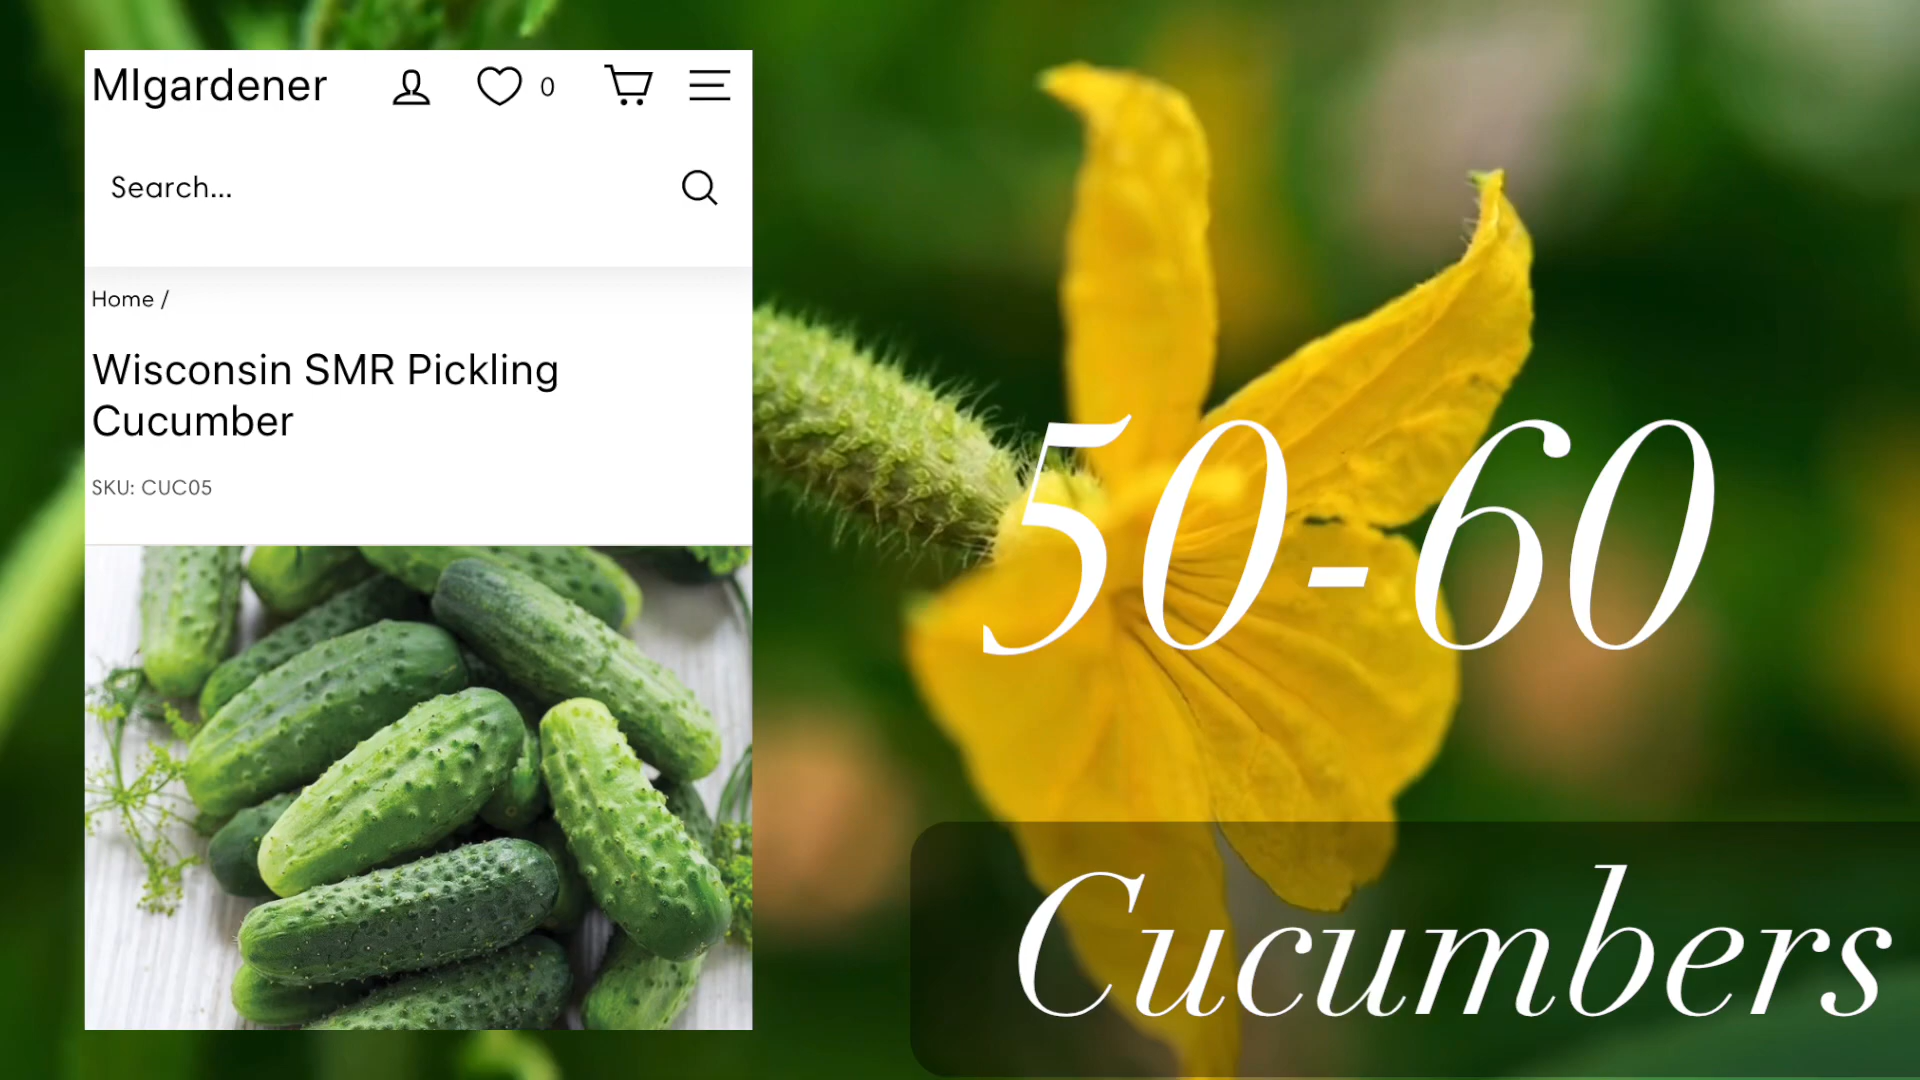 MIgardener
0
Search...
Home /
Wisconsin SMR Pickling
Cucumber
SKU: CUC05
50-60
Cucumbers